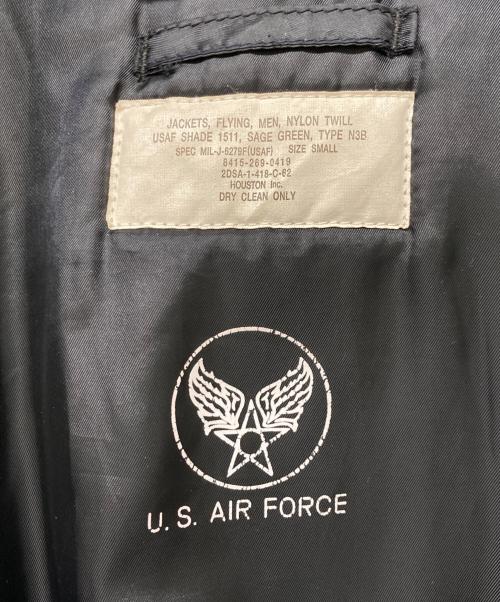 JACKETS, FLYING, MEN, NYLON TWILL
USAF SHADE 1511, SAGE GREEN, TYPE N3B
SPEC MIL-J-6279F(USAF) SIZE SMALL
8415-269-0419
2DSA-1-418-C-62
HOUSTON Inc.
DRY CLEAN ONLY
U.S. AIR FORCE